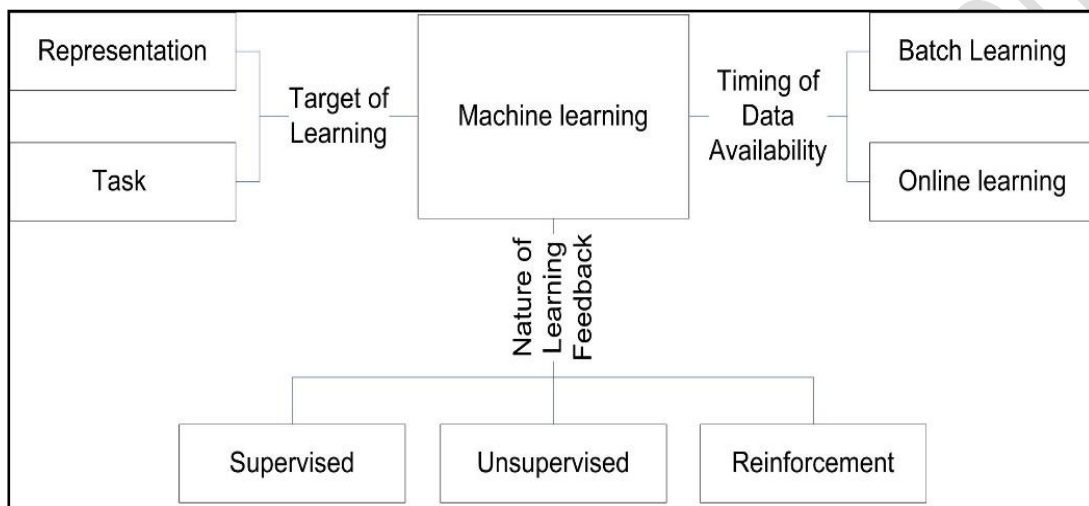 Representation
Task
Target of
Learning
Machine learning
Timing of
Data
Availability
Batch Learning
Online learning
Nature of
Learning
Feedback
Supervised
Unsupervised
Reinforcement